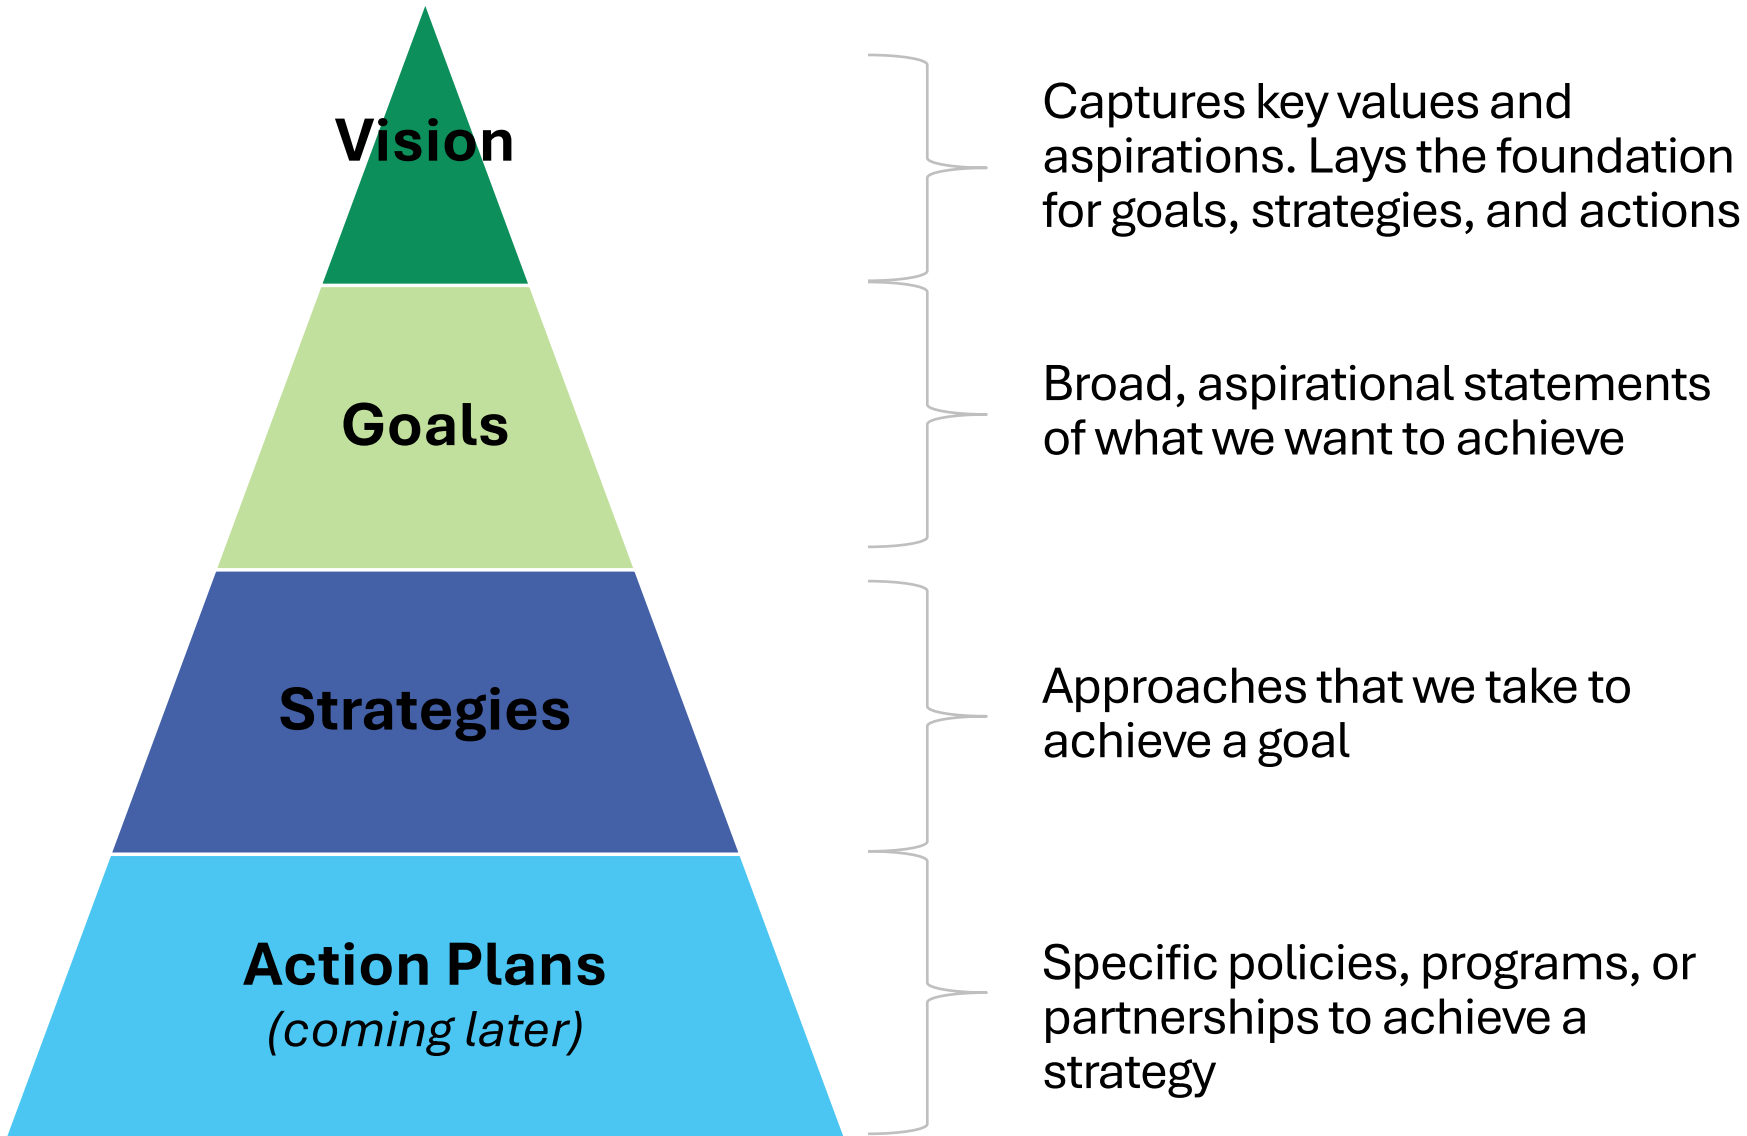 Vision
Captures key values and
aspirations. Lays the foundation
for goals, strategies, and actions
Goals
Broad, aspirational statements
of what we want to achieve
Strategies
Approaches that we take to
achieve a goal
Action Plans
(coming later)
Specific policies, programs, or
partnerships to achieve a
strategy